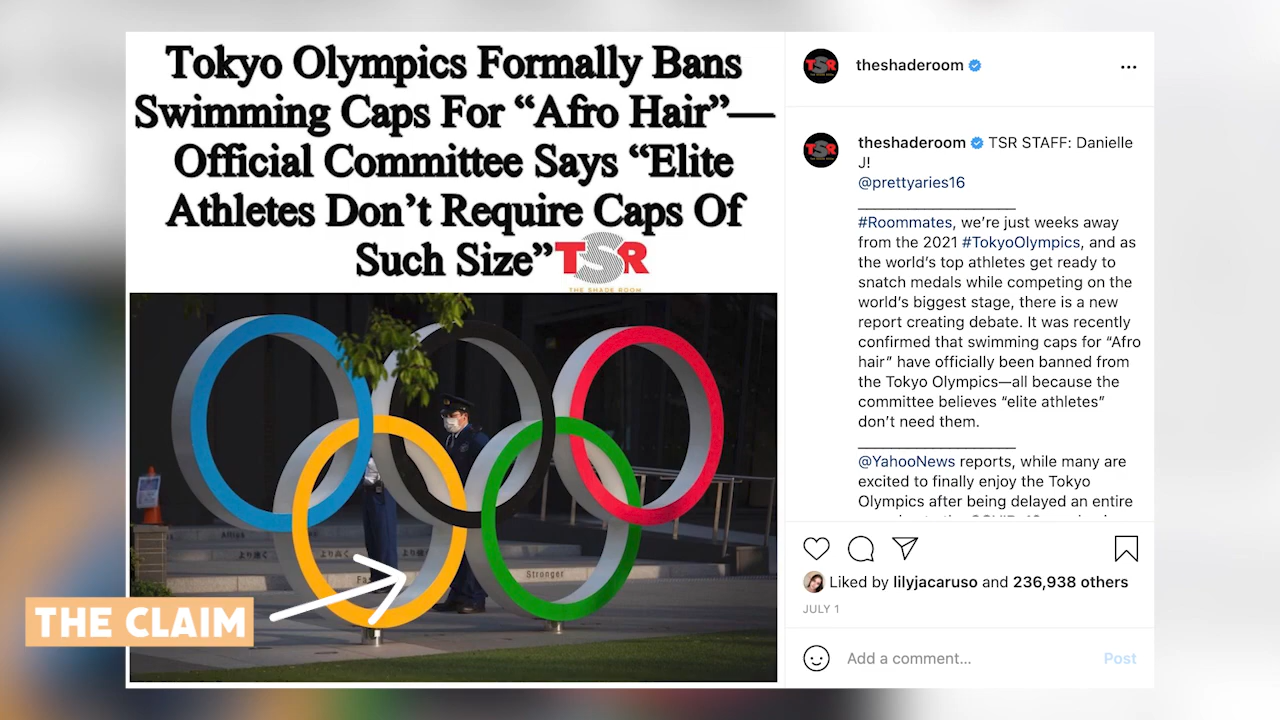 Tokyo Olympics Formally Bans
Swimming Caps For “Afro Hair”—
Official Committee Says “Elite
Athletes Don’t Require Caps Of
Such Size”
TSR
THE SHADE ROOM
Stronger
THE CLAIM
TSR
theshaderoom
TSR
theshaderoom TSR STAFF: Danielle
J!
@prettyaries16
#Roommates, we’re just weeks away
from the 2021 #TokyoOlympics, and as
the world’s top athletes get ready to
snatch medals while competing on the
world’s biggest stage, there is a new
report creating debate. It was recently
confirmed that swimming caps for “Afro
hair” have officially been banned from
the Tokyo Olympics—all because the
committee believes “elite athletes”
don’t need them.
@YahooNews reports, while many are
excited to finally enjoy the Tokyo
Olympics after being delayed an entire
Liked by lilyjacaruso and 236,938 others
JULY 1
Add a comment...
Post